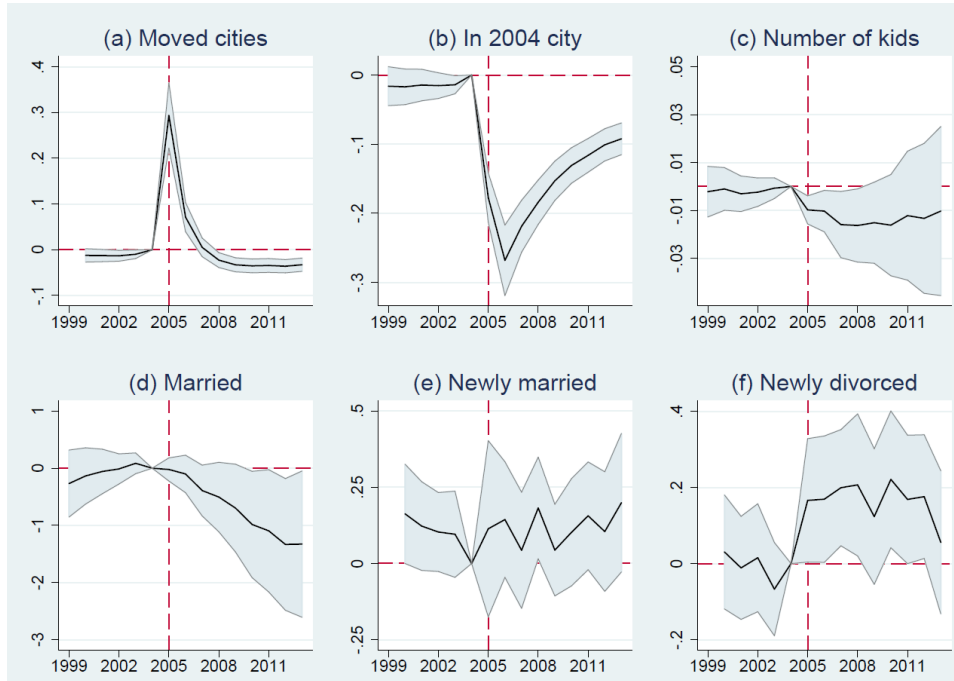 (a) Moved cities
.4
.3
.2
.1
0
-.1
1999 2002 2005 2008 2011
(b) In 2004 city
0
-.1
-.2
-.3
1999 2002 2005 2008 2011
(c) Number of kids
.05
.03
.01
-.01
-.03
1999 2002 2005 2008 2011
(d) Married
1
0
-1
-2
-3
1999 2002 2005 2008 2011
(e) Newly married
.5
.25
0
-.25
1999 2002 2005 2008 2011
(f) Newly divorced
.4
.2
0
-.2
1999 2002 2005 2008 2011